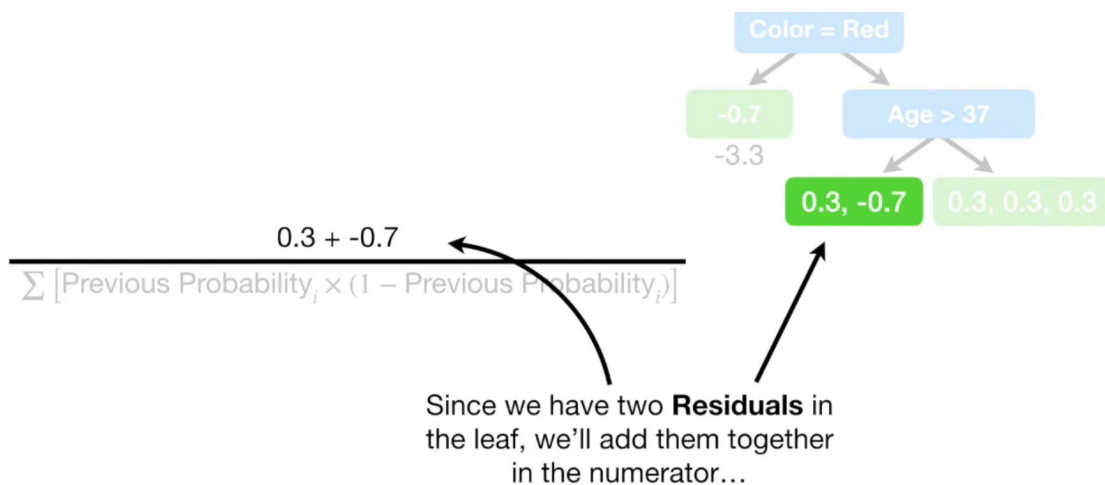 Color = Red
-0.7
Age > 37
-3.3
0.3, -0.7
0.3, 0.3, 0.3
0.3 + -0.7
∑ [Previous Probabilityᵢ × (1 − Previous Probabilityᵢ)]
Since we have two Residuals in
the leaf, we’ll add them together
in the numerator…